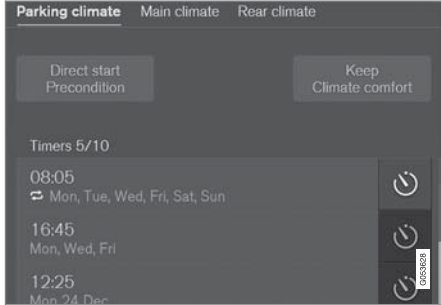 Parking climate Main climate Rear climate
Direct start
Precondition
Keep
Climate comfort
Timers 5/10
08:05
Mon, Tue, Wed, Fri, Sat, Sun
16:45
Mon, Wed, Fri
12:25
Mon 24 Dec
G053628